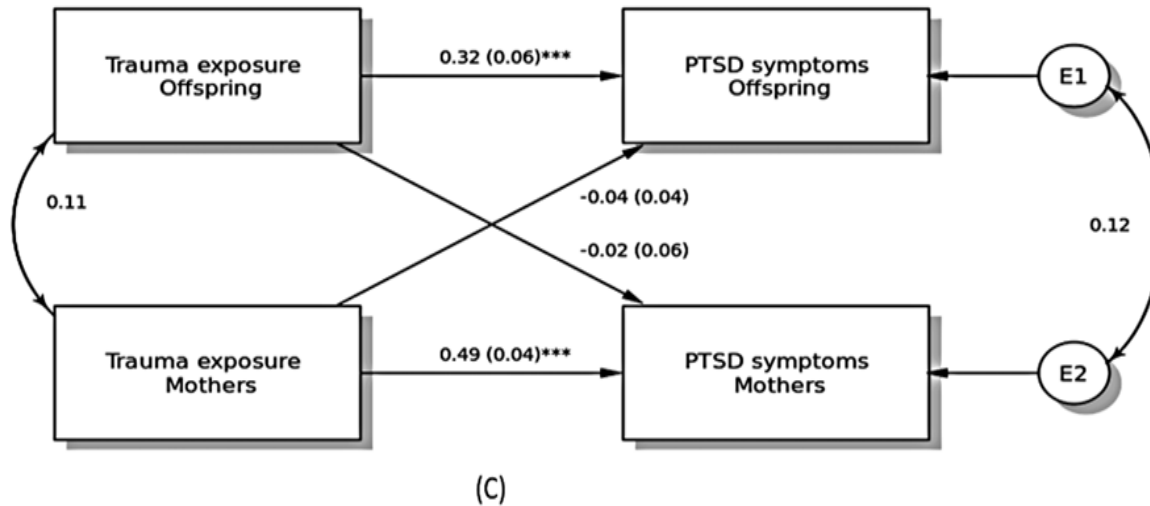 Trauma exposure
Offspring
0.32 (0.06)***
PTSD symptoms
Offspring
E1
0.11
-0.04 (0.04)
-0.02 (0.06)
0.12
Trauma exposure
Mothers
0.49 (0.04)***
PTSD symptoms
Mothers
E2
(C)